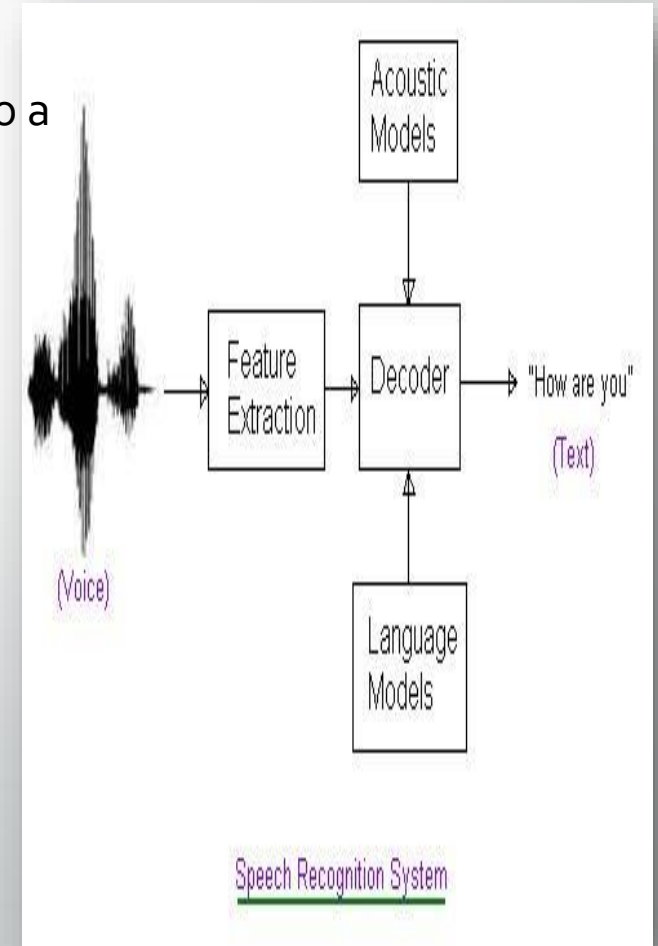 o a
Acoustic
Models
Feature
Extraction
Decoder
"How are you"
(Text)
(Voice)
Language
Models
Speech Recognition System